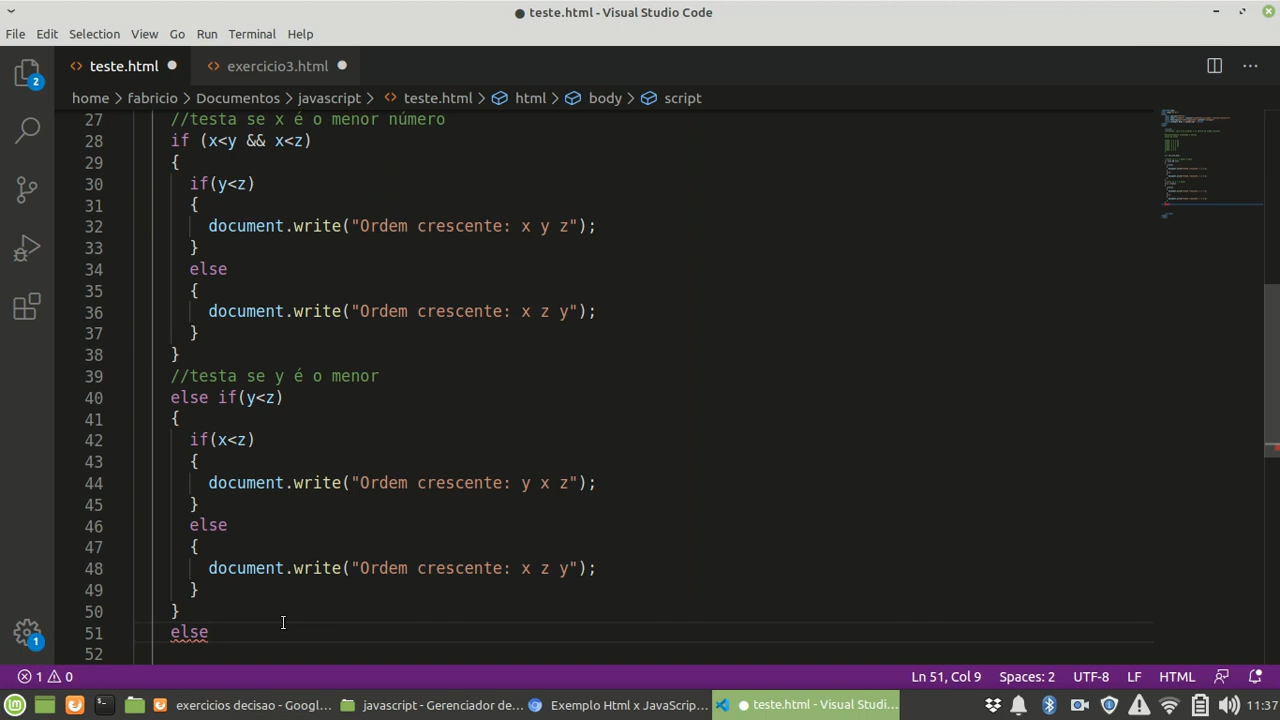 teste.html - Visual Studio Code
File Edit Selection View Go Run Terminal Help
teste.html exercicio3.html
home > fabricio > Documentos > javascript > teste.html > html > body > script
27 //testa se x é o menor número
28 if (x<y && x<z)
29 {
30 if(y<z)
31 {
32 document.write("Ordem crescente: x y z");
33 }
34 else
35 {
36 document.write("Ordem crescente: x z y");
37 }
38 }
39 //testa se y é o menor
40 else if(y<z)
41 {
42 if(x<z)
43 {
44 document.write("Ordem crescente: y x z");
45 }
46 else
47 {
48 document.write("Ordem crescente: x z y");
49 }
50 }
51 else
52
2
1
1 0 Ln 51, Col 9 Spaces: 2 UTF-8 LF HTML
exercicios decisao - Googl... javascript - Gerenciador de... Exemplo Html x JavaScript... teste.html - Visual Studi... 11:37